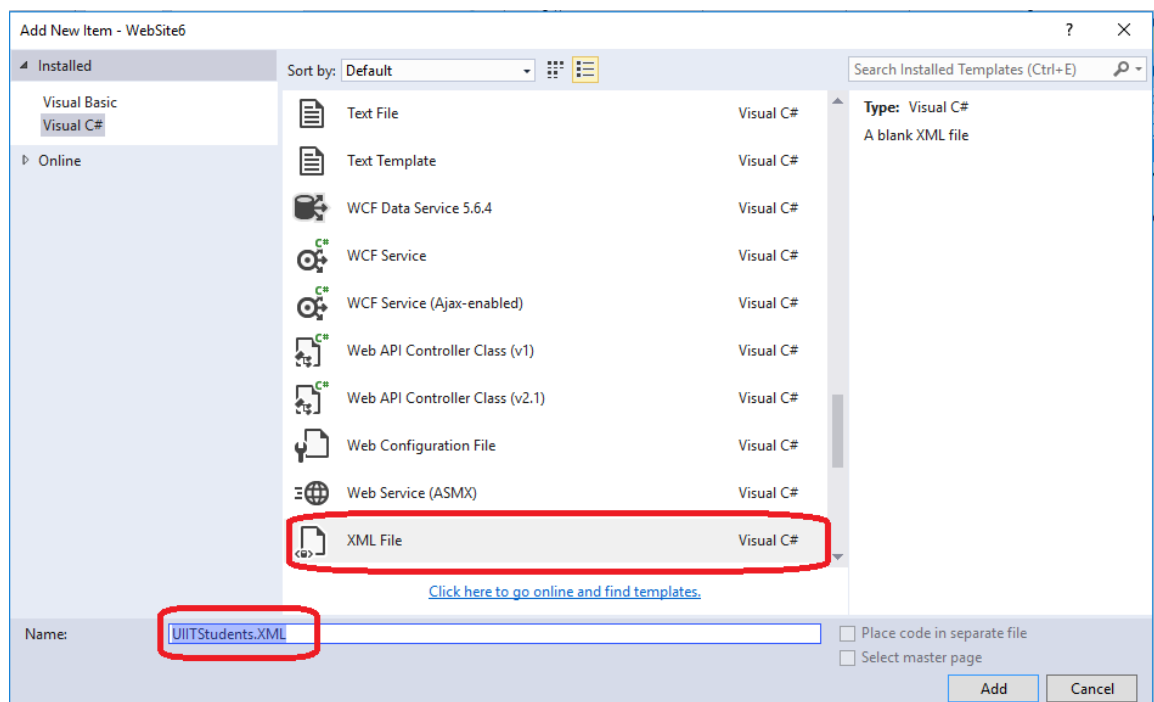 Add New Item - WebSite6
?
Installed
Visual Basic
Visual C#
Online
Sort by: Default
Search Installed Templates (Ctrl+E)
Text File Visual C#
Text Template Visual C#
WCF Data Service 5.6.4 Visual C#
C#
WCF Service Visual C#
C#
WCF Service (Ajax-enabled) Visual C#
C#
Web API Controller Class (v1) Visual C#
C#
Web API Controller Class (v2.1) Visual C#
Web Configuration File Visual C#
Web Service (ASMX) Visual C#
XML File Visual C#
Click here to go online and find templates.
Type: Visual C#
A blank XML file
Name: UIITStudents.XML
Place code in separate file
Select master page
Add Cancel